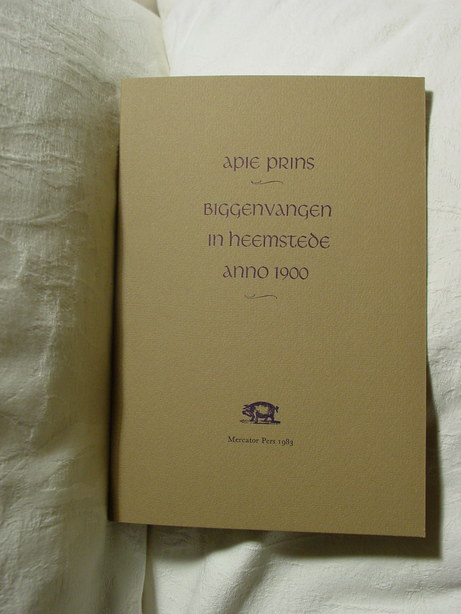 APIE PRINS
BIGGENVANGEN
IN HEEMSTEDE
ANNO 1900
Mercator Pers 1983